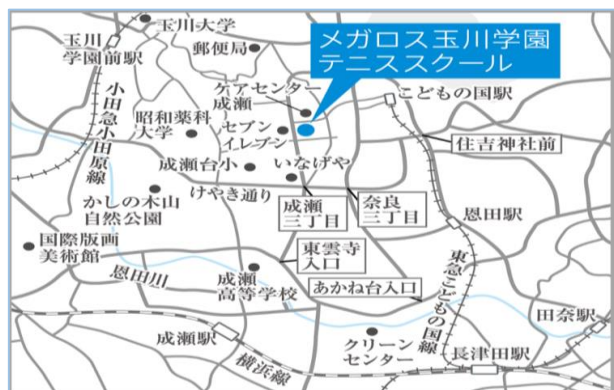 玉川大学
玉川
学園前駅
郵便局
メガロス玉川学園
テニススクール
小田急小田原線
昭和薬科
大学
ケアセンター
成瀬
セブン
イレブン
こどもの国駅
住吉神社前
成瀬台小
いなげや
かしの木山
自然公園
けやき通り
成瀬
三丁目
奈良
三丁目
恩田駅
国際版画
美術館
恩田川
東雲寺
入口
成瀬
高等学校
あかね台入口
東急こどもの国線
成瀬駅
横浜線
クリーン
センター
長津田駅
田奈駅